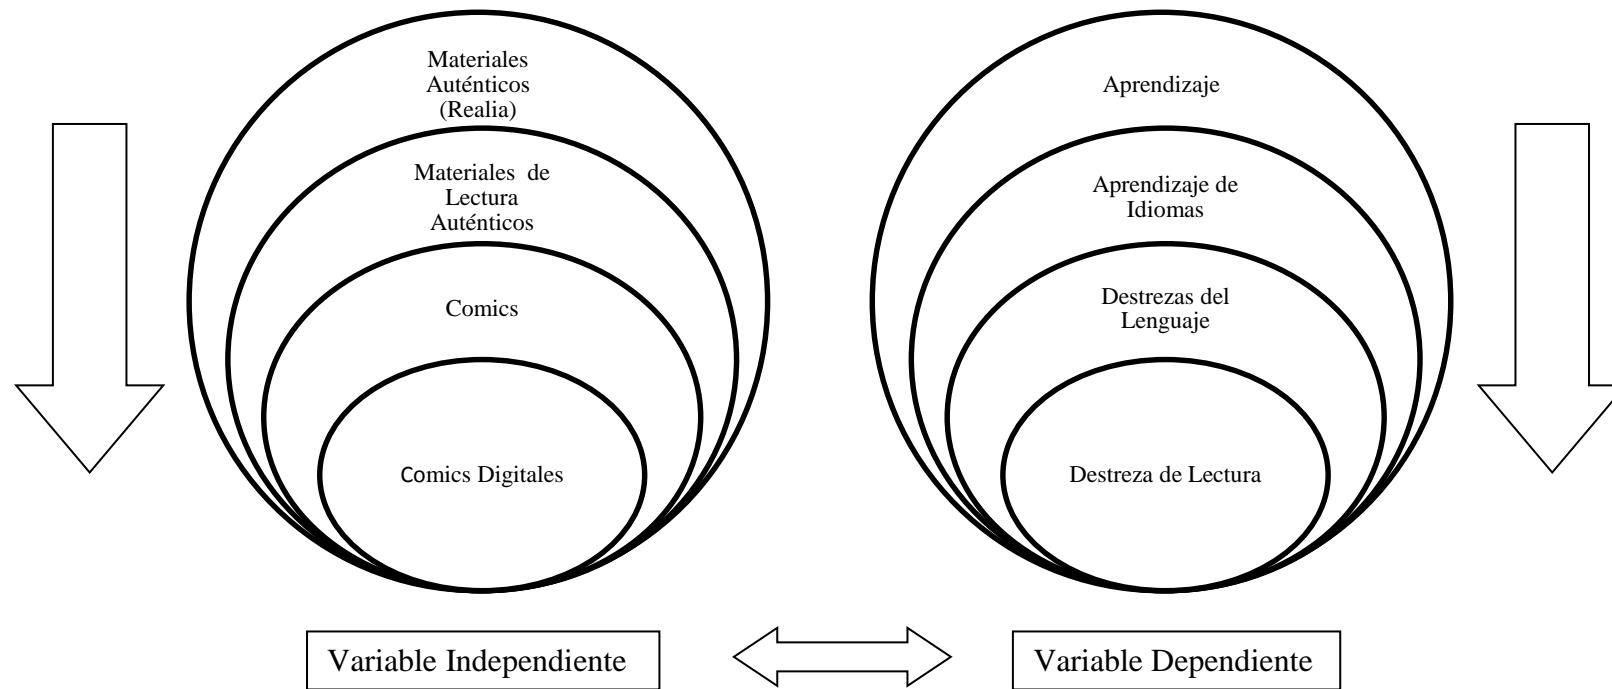 Materiales
Auténticos
(Realia)
Materiales de
Lectura
Auténticos
Comics
Comics Digitales
Aprendizaje
Aprendizaje de
Idiomas
Destrezas del
Lenguaje
Destreza de Lectura
Variable Independiente
Variable Dependiente